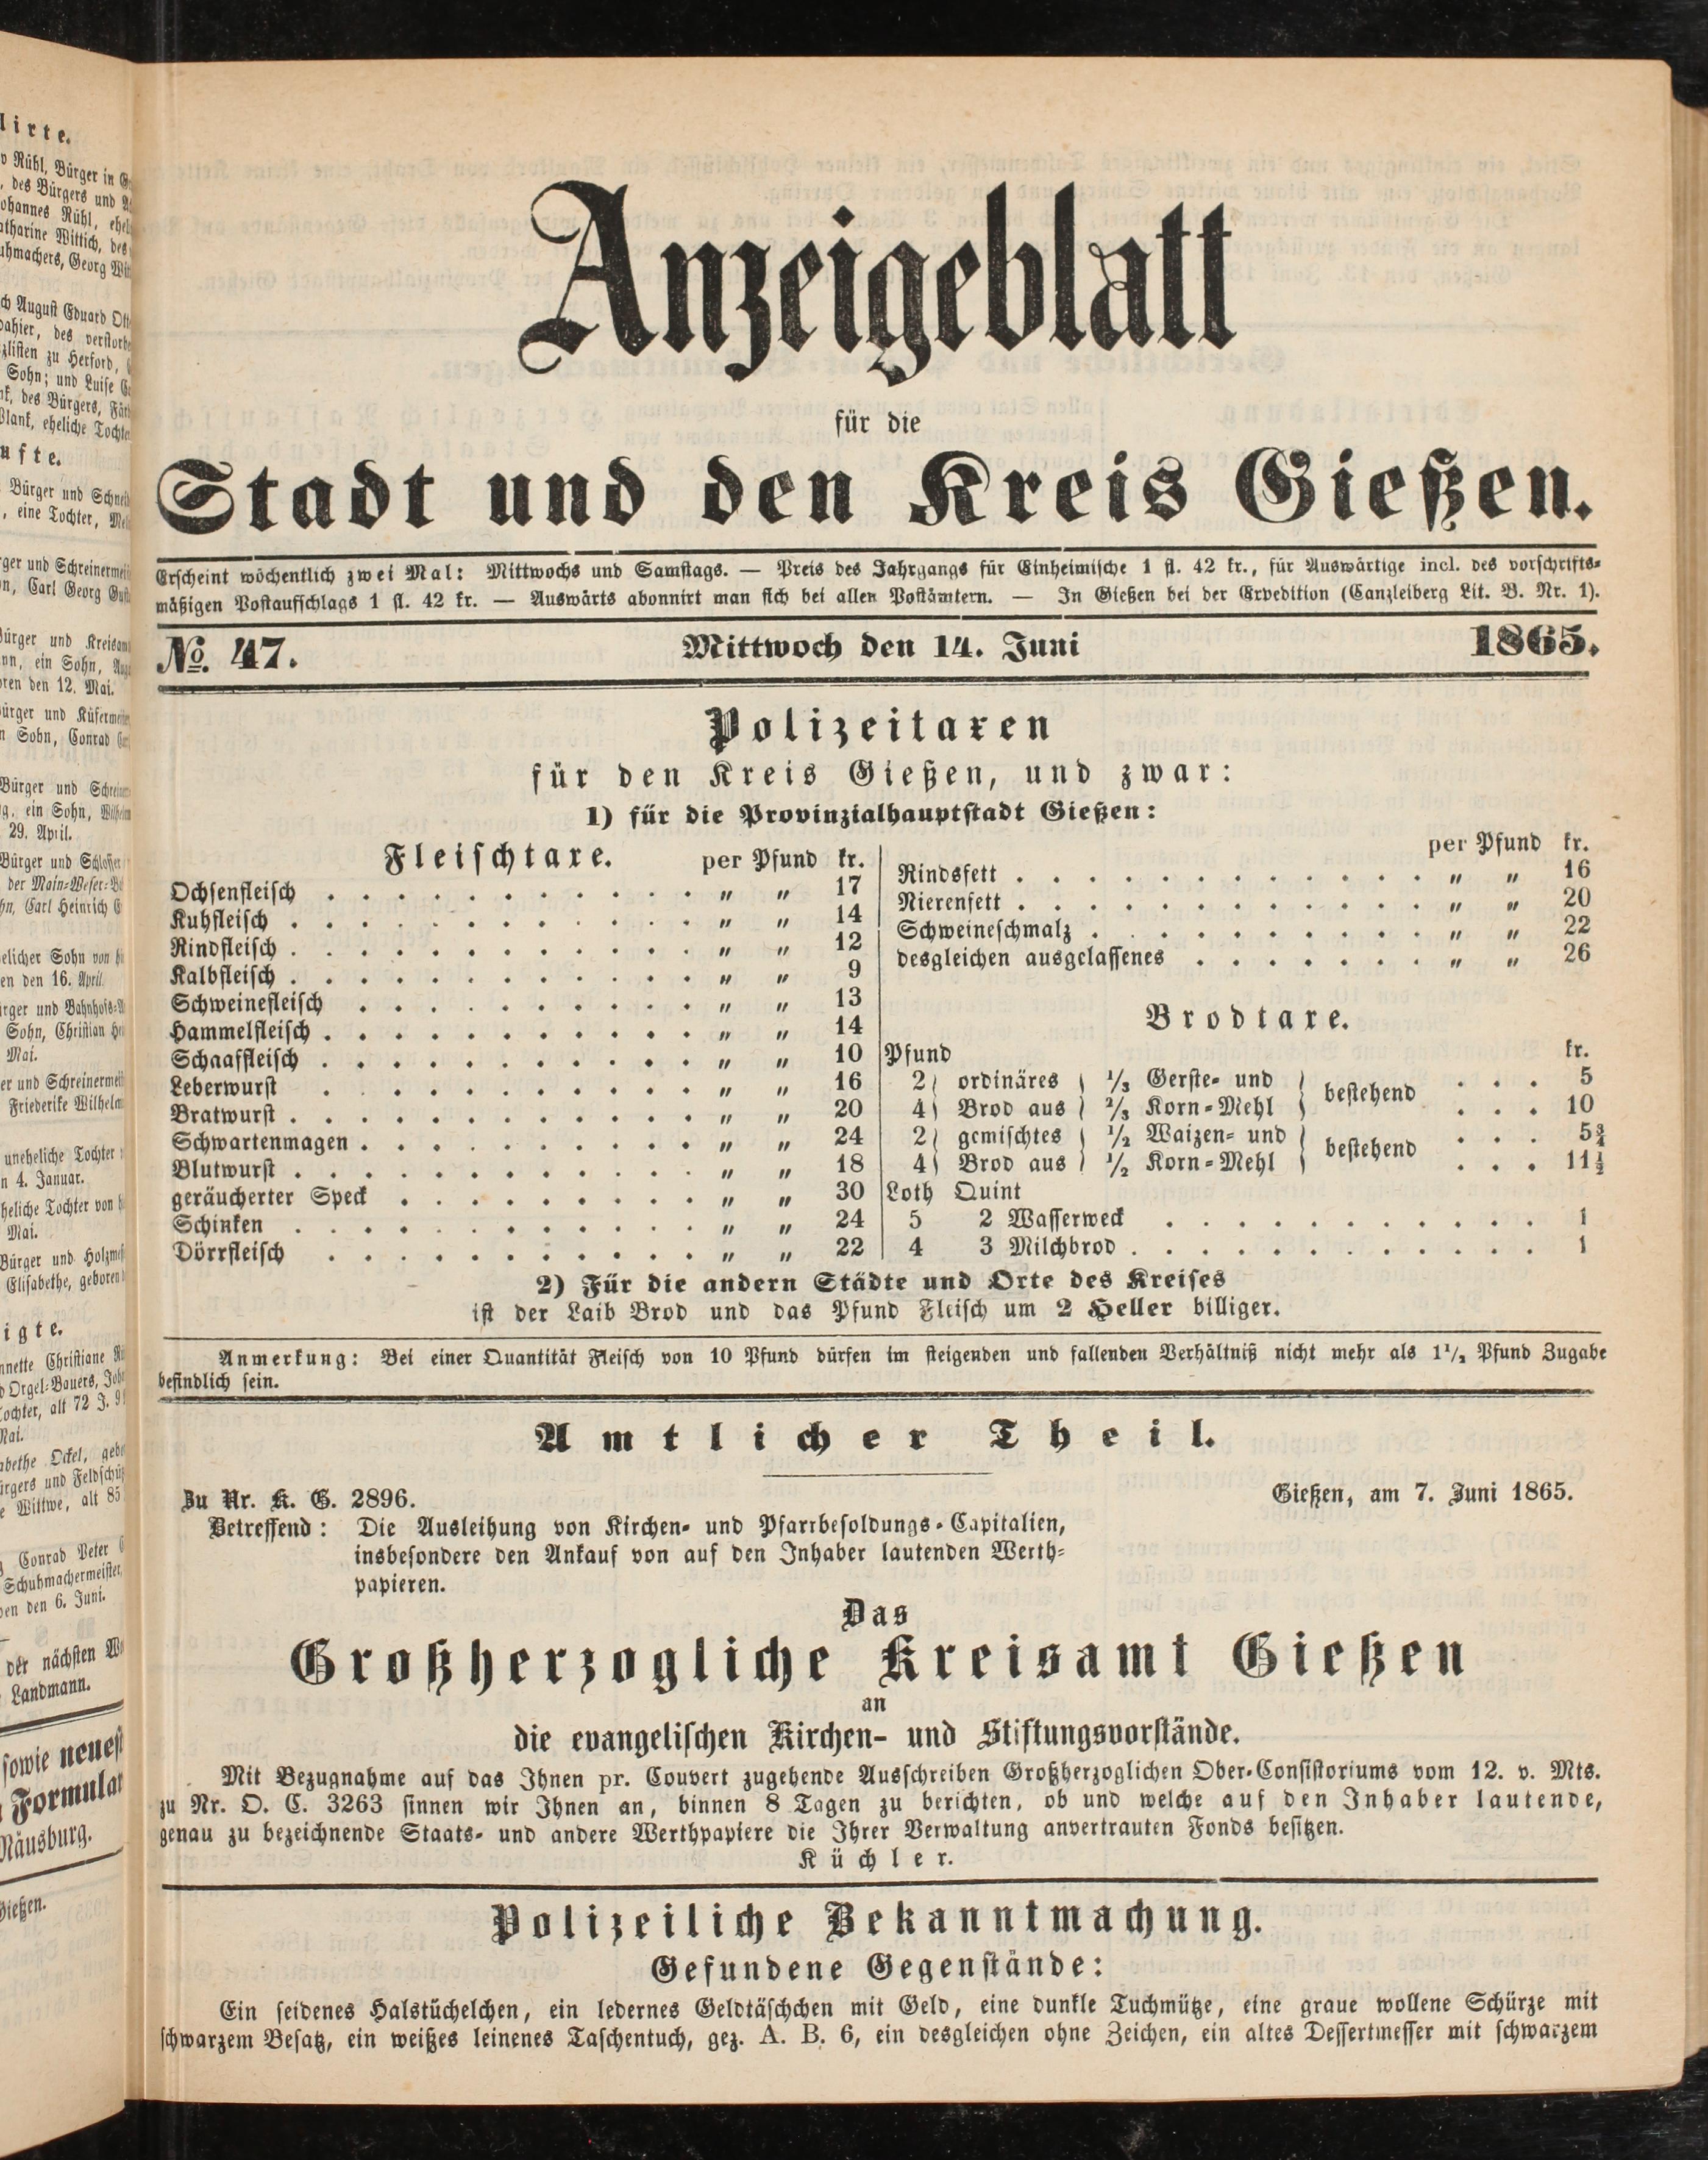 Anzeigeblatt
für die
Stadt und den Kreis Gießen.
Erscheint wöchentlich zwei Mal: Mittwochs und Samstags. — Preis des Jahrgangs für Einheimische 1 fl. 42 kr., für Auswärtige incl. des vorschrifts-
mäßigen Postaufschlags 1 fl. 42 kr. — Auswärts abonnirt man sich bei allen Postämtern. — In Gießen bei der Expedition (Canzleiberg Lit. B. Nr. 1).
No. 47. Mittwoch den 14. Juni 1865.
Polizeitaxen
für den Kreis Gießen, und zwar:
1) für die Provinzialhauptstadt Gießen:
Fleischtaxe. per Pfund kr.
Ochsenfleisch . . . . . . . . . . . . . „ „ 17
Kuhfleisch . . . . . . . . . . . . . . „ „ 14
Rindfleisch . . . . . . . . . . . . . . „ „ 12
Kalbfleisch . . . . . . . . . . . . . . „ „ 9
Schweinefleisch . . . . . . . . . . . . „ „ 13
Hammelfleisch . . . . . . . . . . . . . „ „ 14
Schaaffleisch . . . . . . . . . . . . . „ „ 10
Leberwurst . . . . . . . . . . . . . „ „ 16
Bratwurst . . . . . . . . . . . . . . „ „ 20
Schwartenmagen . . . . . . . . . . . . „ „ 24
Blutwurst . . . . . . . . . . . . . . „ „ 18
geräucherter Speck . . . . . . . . . . „ „ 30
Schinken . . . . . . . . . . . . . . „ „ 24
Dörrfleisch . . . . . . . . . . . . . „ „ 22
per Pfund kr.
Rindsfett . . . . . . . . . . . . . . . „ „ 16
Nierenfett . . . . . . . . . . . . . . „ „ 20
Schweineschmalz . . . . . . . . . . . . „ „ 22
desgleichen ausgelassenes . . . . . . . „ „ 26
Brodtaxe.
Pfund kr.
2) ordinäres ) 1/3 Gerste- und ) bestehend . . . 5
4) Brod aus ) 2/3 Korn-Mehl ) . . . 10
2) gemischtes ) 1/2 Waizen- und ) bestehend . . . 5¾
4) Brod aus ) 1/2 Korn-Mehl ) . . . 11½
Loth Quint
5 2 Wasserweck . . . . . . . . . . . . 1
4 3 Milchbrod . . . . . . . . . . . . . 1
2) Für die andern Städte und Orte des Kreises
ist der Laib Brod und das Pfund Fleisch um 2 Heller billiger.
Anmerkung: Bei einer Quantität Fleisch von 10 Pfund dürfen im steigenden und fallenden Verhältniß nicht mehr als 1½ Pfund Zugabe
befindlich sein.
Amtlicher Theil.
Zu Nr. K. G. 2896. Gießen, am 7. Juni 1865.
Betreffend: Die Ausleihung von Kirchen- und Pfarrbesoldungs-Capitalien,
insbesondere den Ankauf von auf den Inhaber lautenden Werth-
papieren.
Das
Großherzogliche Kreisamt Gießen
an
die evangelischen Kirchen- und Stiftungsvorstände.
Mit Bezugnahme auf das Ihnen pr. Couvert zugehende Ausschreiben Großherzoglichen Ober-Consistoriums vom 12. v. Mts.
zu Nr. O. C. 3263 sinnen wir Ihnen an, binnen 8 Tagen zu berichten, ob und welche auf den Inhaber lautende,
genau zu bezeichnende Staats- und andere Werthpapiere die Ihrer Verwaltung anvertrauten Fonds besitzen.
Küchler.
Polizeiliche Bekanntmachung.
Gefundene Gegenstände:
Ein seidenes Halstüchelchen, ein ledernes Geldtäschchen mit Geld, eine dunkle Tuchmütze, eine graue wollene Schürze mit
schwarzem Besatz, ein weißes leinenes Taschentuch, gez. A. B. 6, ein desgleichen ohne Zeichen, ein altes Dessertmesser mit schwarzem